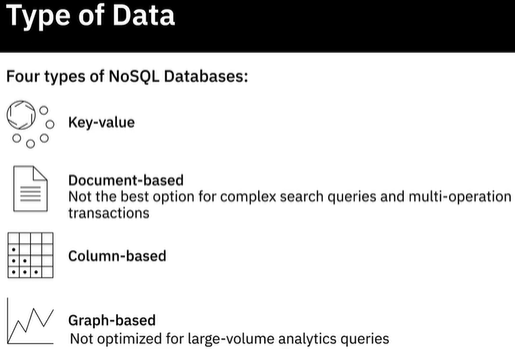 Type of Data
Four types of NoSQL Databases:
Key-value
Document-based
Not the best option for complex search queries and multi-operation
transactions
Column-based
Graph-based
Not optimized for large-volume analytics queries